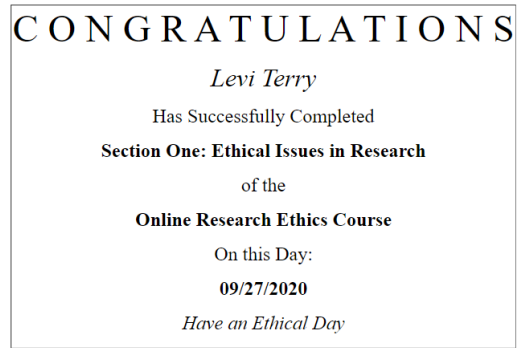 CONGRATULATIONS
Levi Terry
Has Successfully Completed
Section One: Ethical Issues in Research
of the
Online Research Ethics Course
On this Day:
09/27/2020
Have an Ethical Day